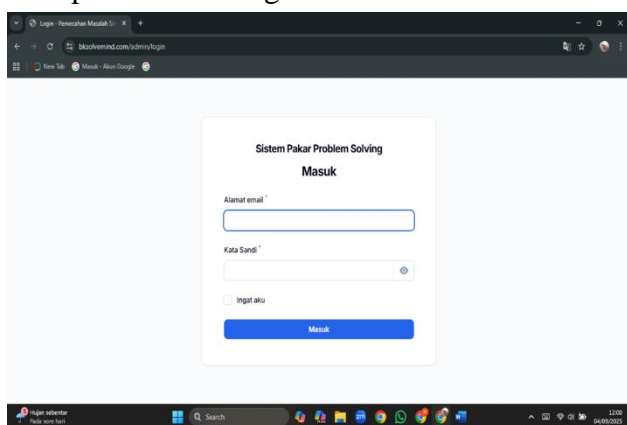 Login - Pemecahan Masalah Si
bksolvemind.com/admin/login
New Tab
Masuk - Akun Google
Sistem Pakar Problem Solving
Masuk
Alamat email *
Kata Sandi *
Ingat aku
Masuk
Hujan sebentar
Pada sore hari
Search
12:00
04/09/2025